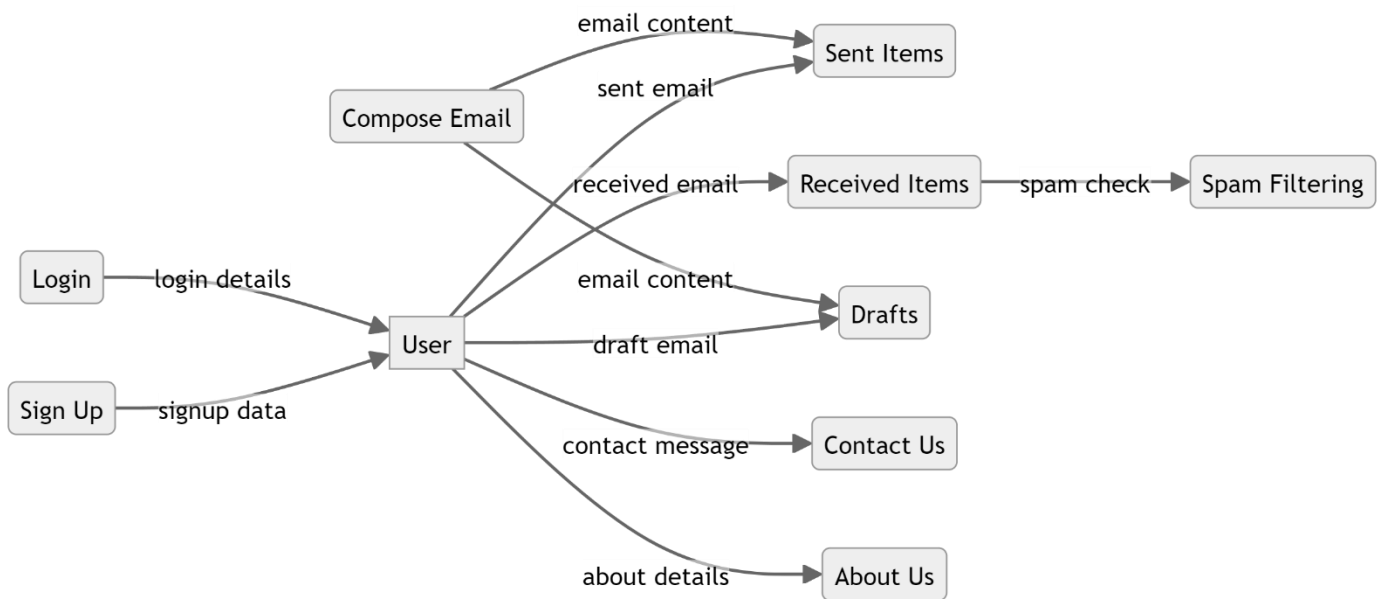 email content
Sent Items
sent email
Compose Email
received email
Received Items
spam check
Spam Filtering
Login
login details
email content
Drafts
User
draft email
Sign Up
signup data
contact message
Contact Us
about details
About Us